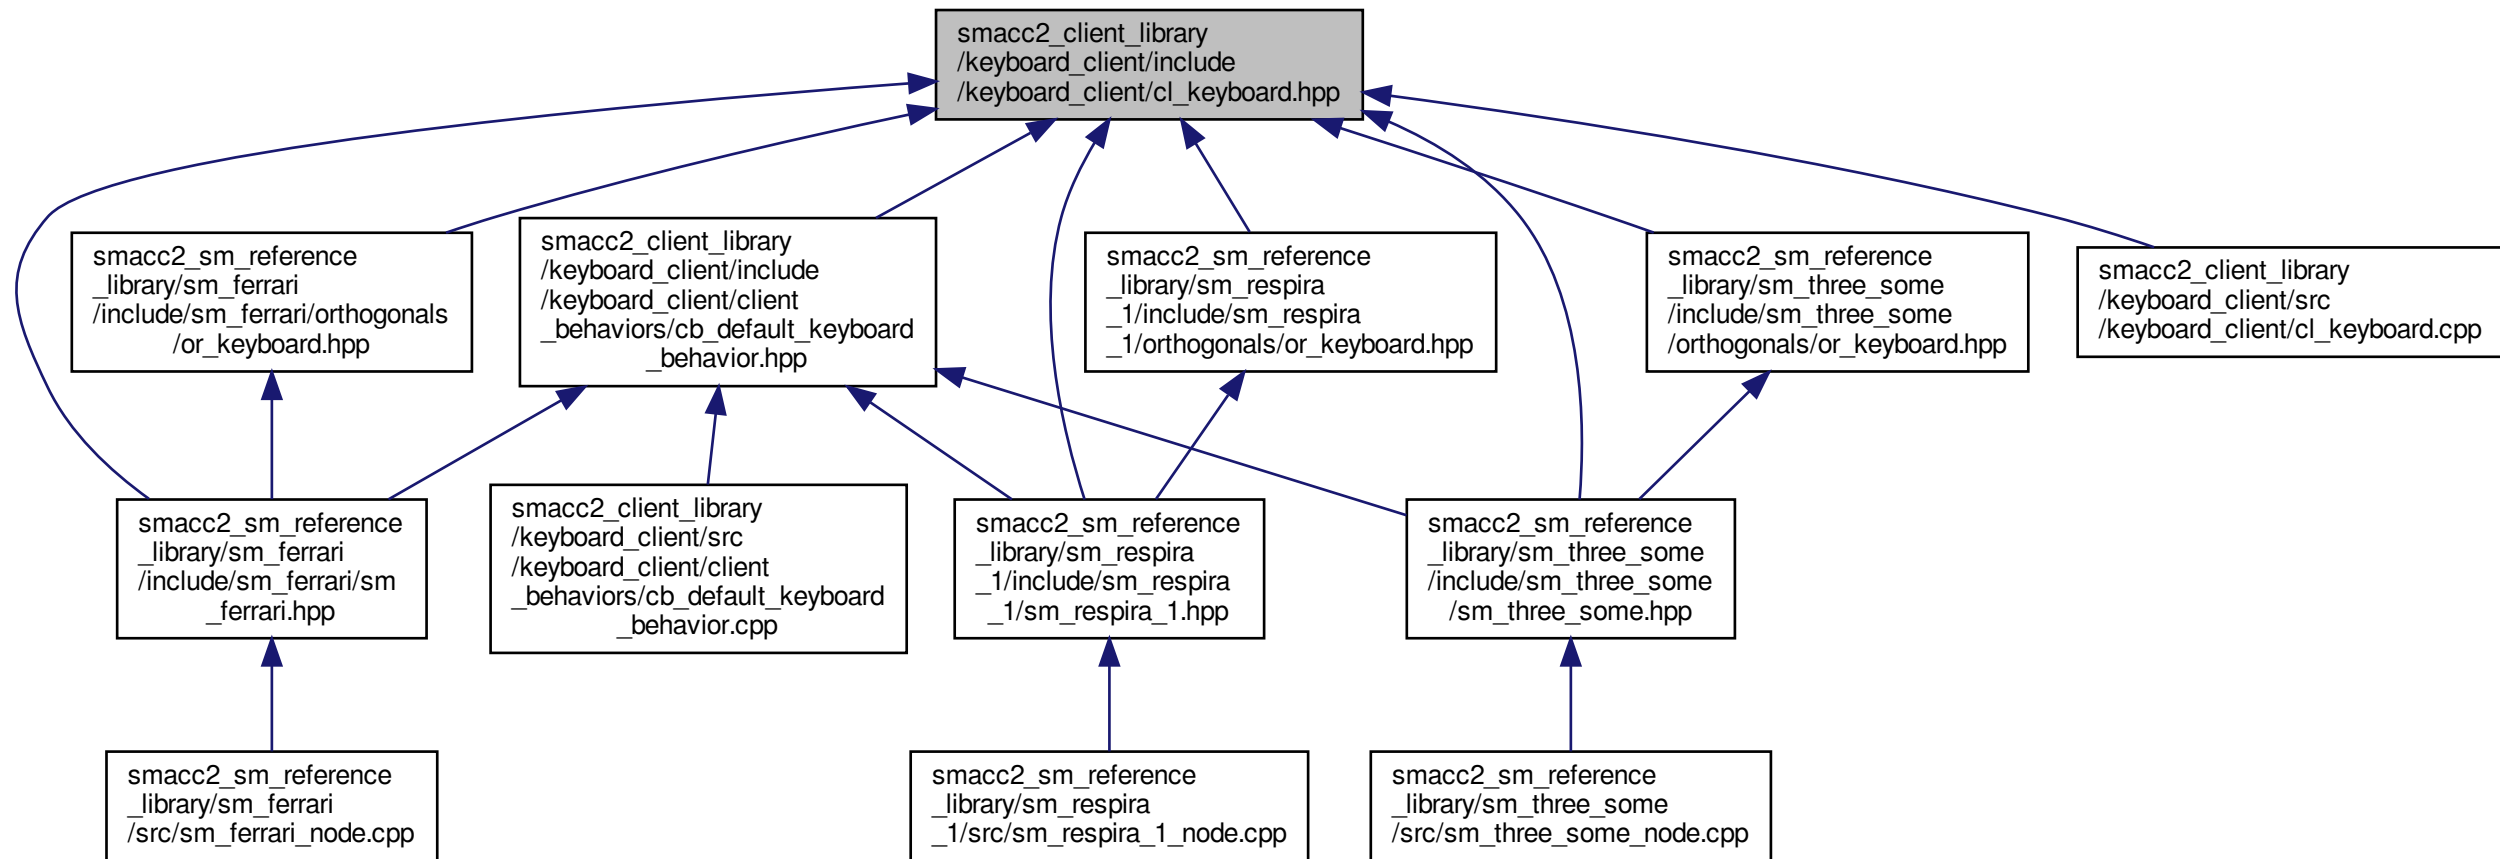 smacc2_client_library
/keyboard_client/include
/keyboard_client/cl_keyboard.hpp
smacc2_sm_reference
_library/sm_ferrari
/include/sm_ferrari/orthogonals
/or_keyboard.hpp
smacc2_client_library
/keyboard_client/include
/keyboard_client/client
_behaviors/cb_default_keyboard
_behavior.hpp
smacc2_sm_reference
_library/sm_respira
_1/include/sm_respira
_1/orthogonals/or_keyboard.hpp
smacc2_sm_reference
_library/sm_three_some
/include/sm_three_some
/orthogonals/or_keyboard.hpp
smacc2_client_library
/keyboard_client/src
/keyboard_client/cl_keyboard.cpp
smacc2_sm_reference
_library/sm_ferrari
/include/sm_ferrari/sm
_ferrari.hpp
smacc2_client_library
/keyboard_client/src
/keyboard_client/client
_behaviors/cb_default_keyboard
_behavior.cpp
smacc2_sm_reference
_library/sm_respira
_1/include/sm_respira
_1/sm_respira_1.hpp
smacc2_sm_reference
_library/sm_three_some
/include/sm_three_some
/sm_three_some.hpp
smacc2_sm_reference
_library/sm_ferrari
/src/sm_ferrari_node.cpp
smacc2_sm_reference
_library/sm_respira
_1/src/sm_respira_1_node.cpp
smacc2_sm_reference
_library/sm_three_some
/src/sm_three_some_node.cpp